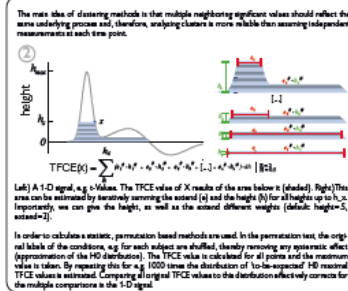 The main idea of clustering methods is that multiple neighboring significant values should reflect the
same underlying process and, therefore, analyzing clusters is more reliable than assuming independent
measurements at each time point.
2
height
x
0
[...]
TFCE(x) =
Left) A 1-D signal, e.g. t-Values. The TFCE value of X results of the area below it (shaded). Right)This
area can be estimated by iteratively summing the extend (e) and the height (h) for all heights up to h_x.
Importantly, we can give the height, as well as the extend different weights (default height=.5,
extend=2).
In order to calculate a statistic, permutation based methods are used. In the permutation test, the origi-
nal labels of the conditions, e.g. for each subject are shuffled, thereby removing any systematic effect
(approximation of the H0 distribution). The TFCE value is calculated for all points and the maximum
value is taken. By repeating this for e.g. 1000 times the distribution of 'to-be-expected' H0 maximal
TFCE values is estimated. Comparing all original TFCE values to this distribution effectively corrects for
the multiple comparisons in the 1-D signal.